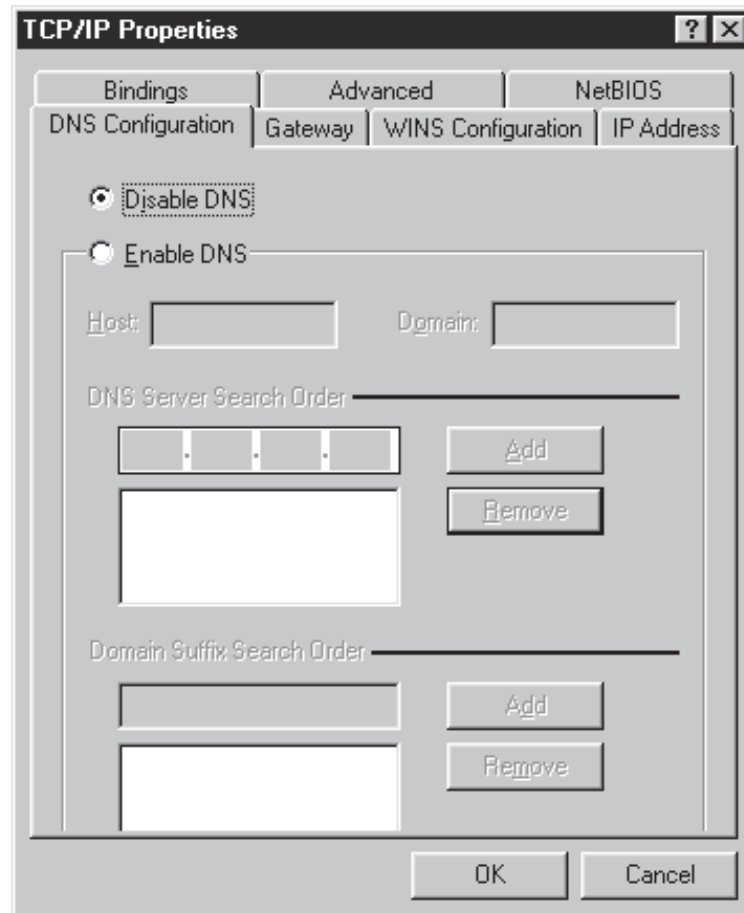 TCP/IP Properties ? ×
Bindings Advanced NetBIOS
DNS Configuration Gateway WINS Configuration IP Address
Disable DNS
Enable DNS
Host: Domain:
DNS Server Search Order
. . . Add
Remove
Domain Suffix Search Order
Add
Remove
OK Cancel